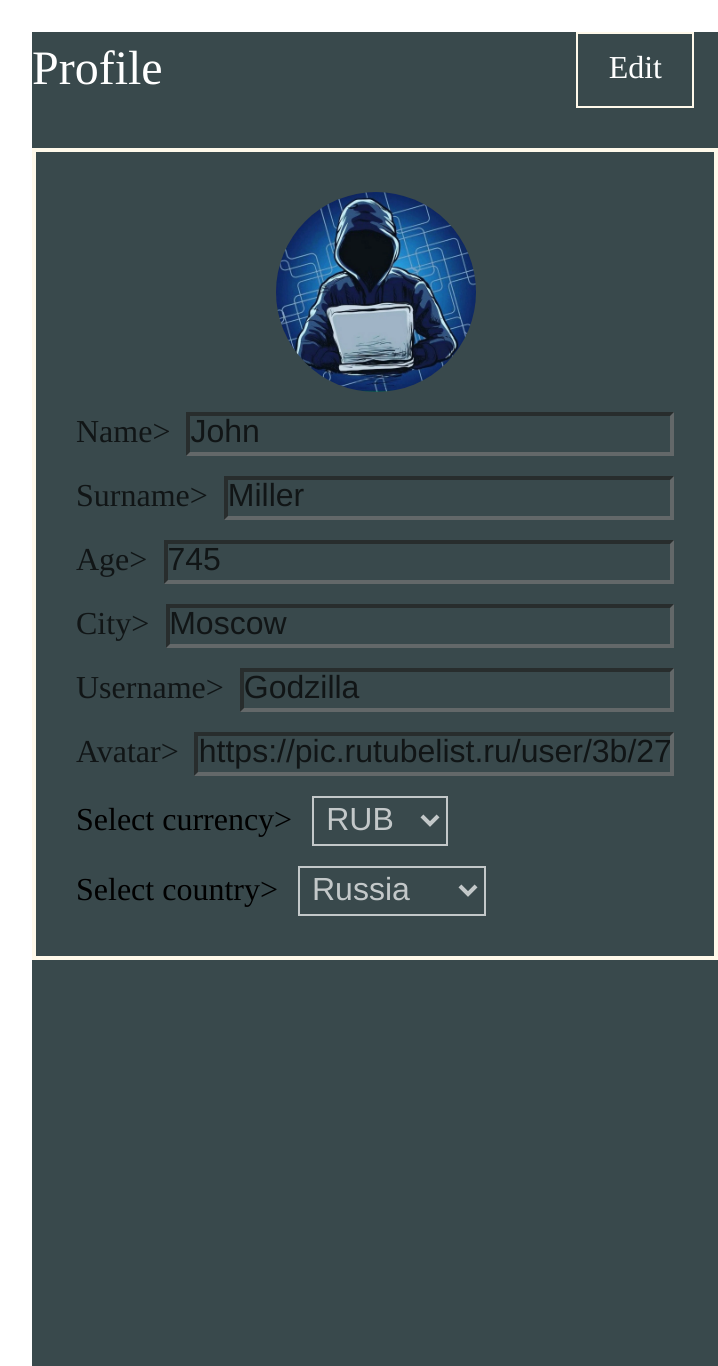 Profile
Edit
Name> John
Surname> Miller
Age> 745
City> Moscow
Username> Godzilla
Avatar> https://pic.rutubelist.ru/user/3b/27
Select currency> RUB
Select country> Russia